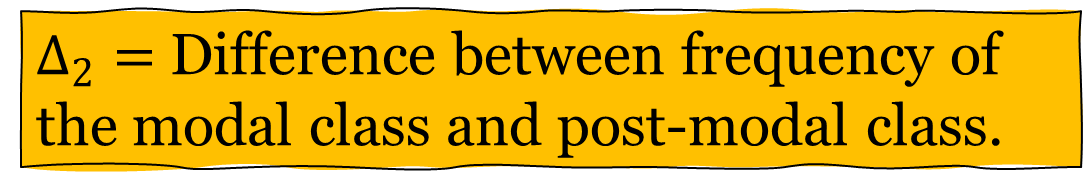 Δ₂ = Difference between frequency of
the modal class and post-modal class.